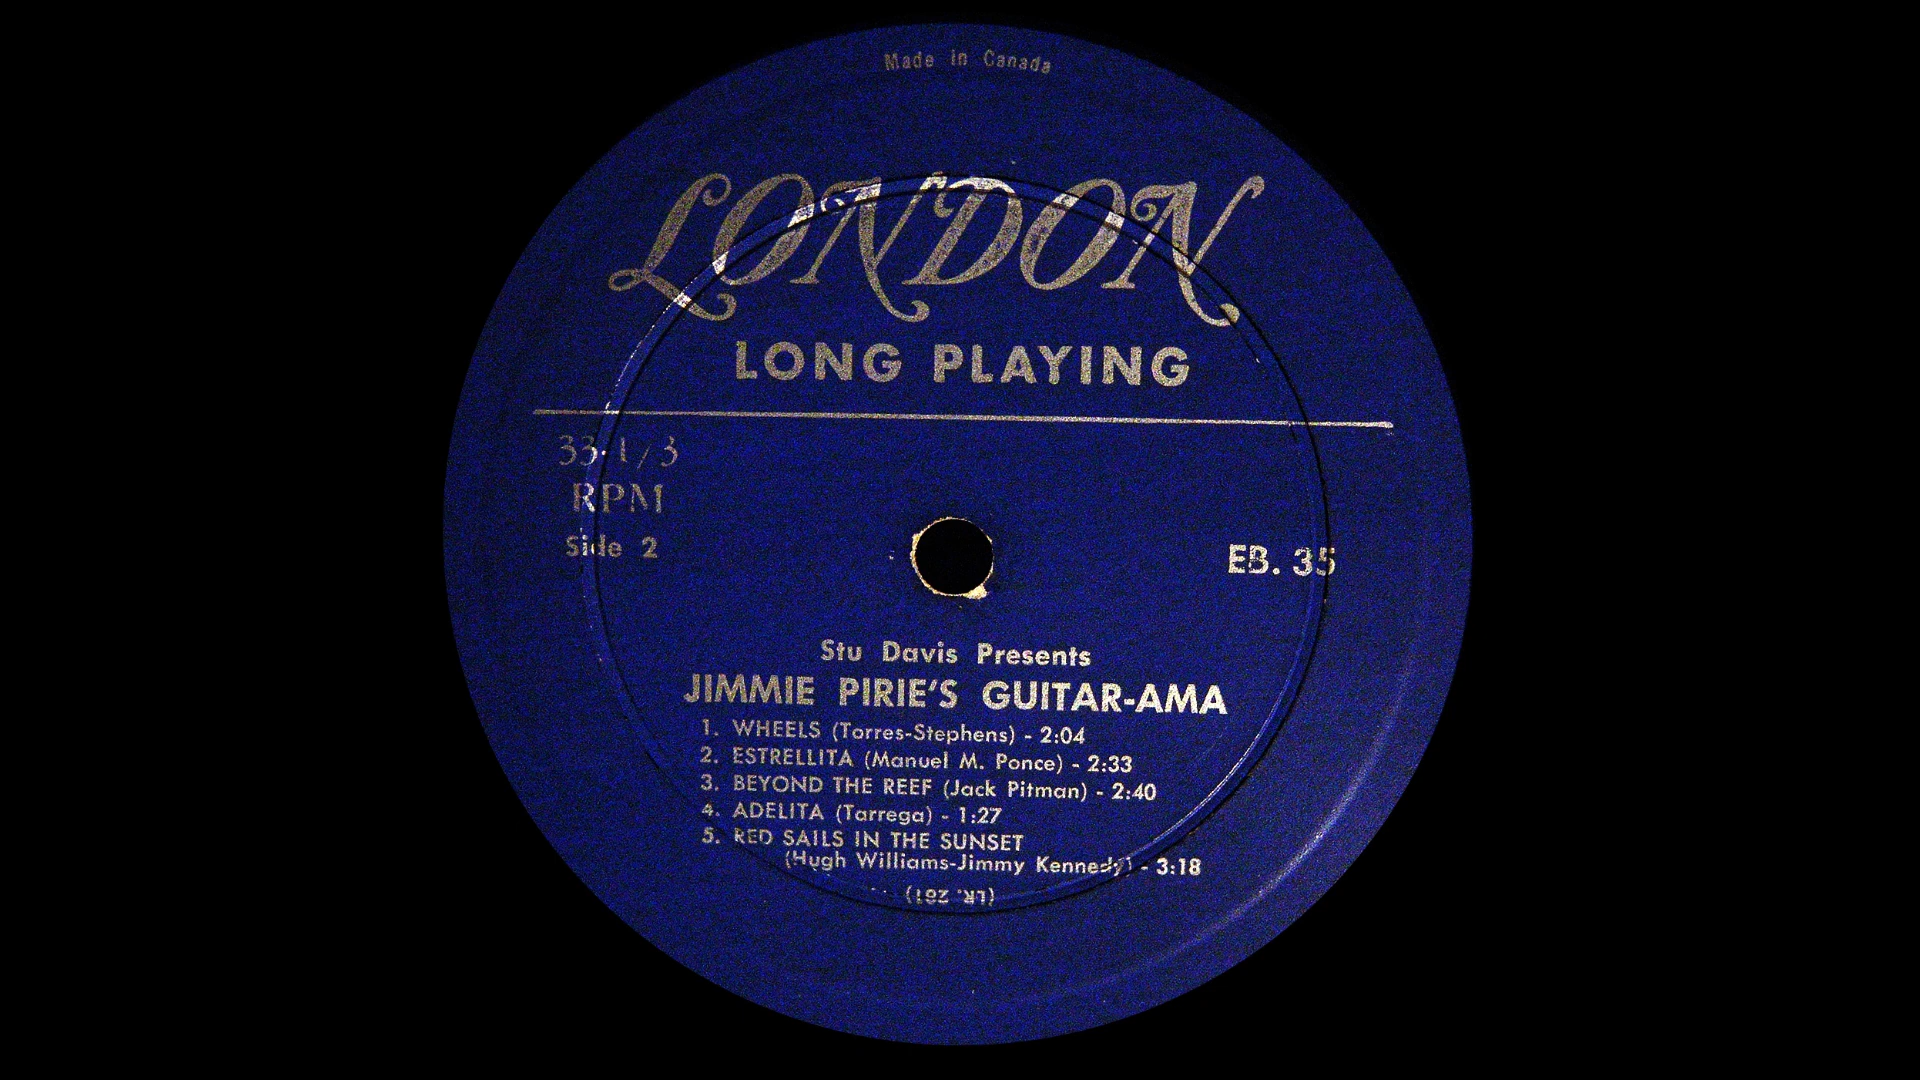 Made in Canada
LONDON
LONG PLAYING
33-1/3
RPM
Side 2
EB. 35
Stu Davis Presents
JIMMIE PIRIE'S GUITAR-AMA
1. WHEELS (Torres-Stephens) - 2:04
2. ESTRELLITA (Manuel M. Ponce) - 2:33
3. BEYOND THE REEF (Jack Pitman) - 2:40
4. ADELITA (Tarrega) - 1:27
5. RED SAILS IN THE SUNSET
(Hugh Williams-Jimmy Kennedy) - 3:18
(LR. 281)